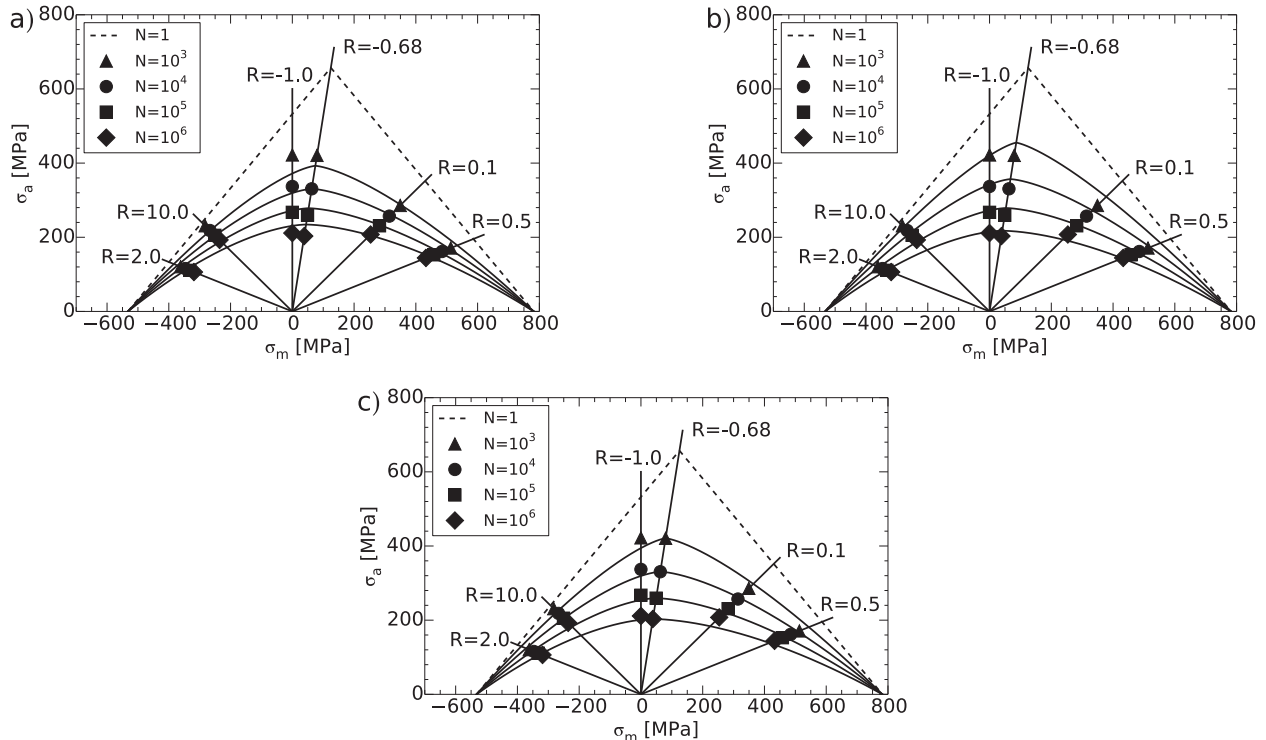 a)
N=1
N=10³
N=10⁴
N=10⁵
N=10⁶
R=-0.68
R=-1.0
R=0.1
R=0.5
R=10.0
R=2.0
800
600
400
200
0
−600 −400 −200 0 200 400 600 800
σₐ [MPa]
σₘ [MPa]
b)
N=1
N=10³
N=10⁴
N=10⁵
N=10⁶
R=-0.68
R=-1.0
R=0.1
R=0.5
R=10.0
R=2.0
800
600
400
200
0
−600 −400 −200 0 200 400 600 800
σₐ [MPa]
σₘ [MPa]
c)
N=1
N=10³
N=10⁴
N=10⁵
N=10⁶
R=-0.68
R=-1.0
R=0.1
R=0.5
R=10.0
R=2.0
800
600
400
200
0
−600 −400 −200 0 200 400 600 800
σₐ [MPa]
σₘ [MPa]